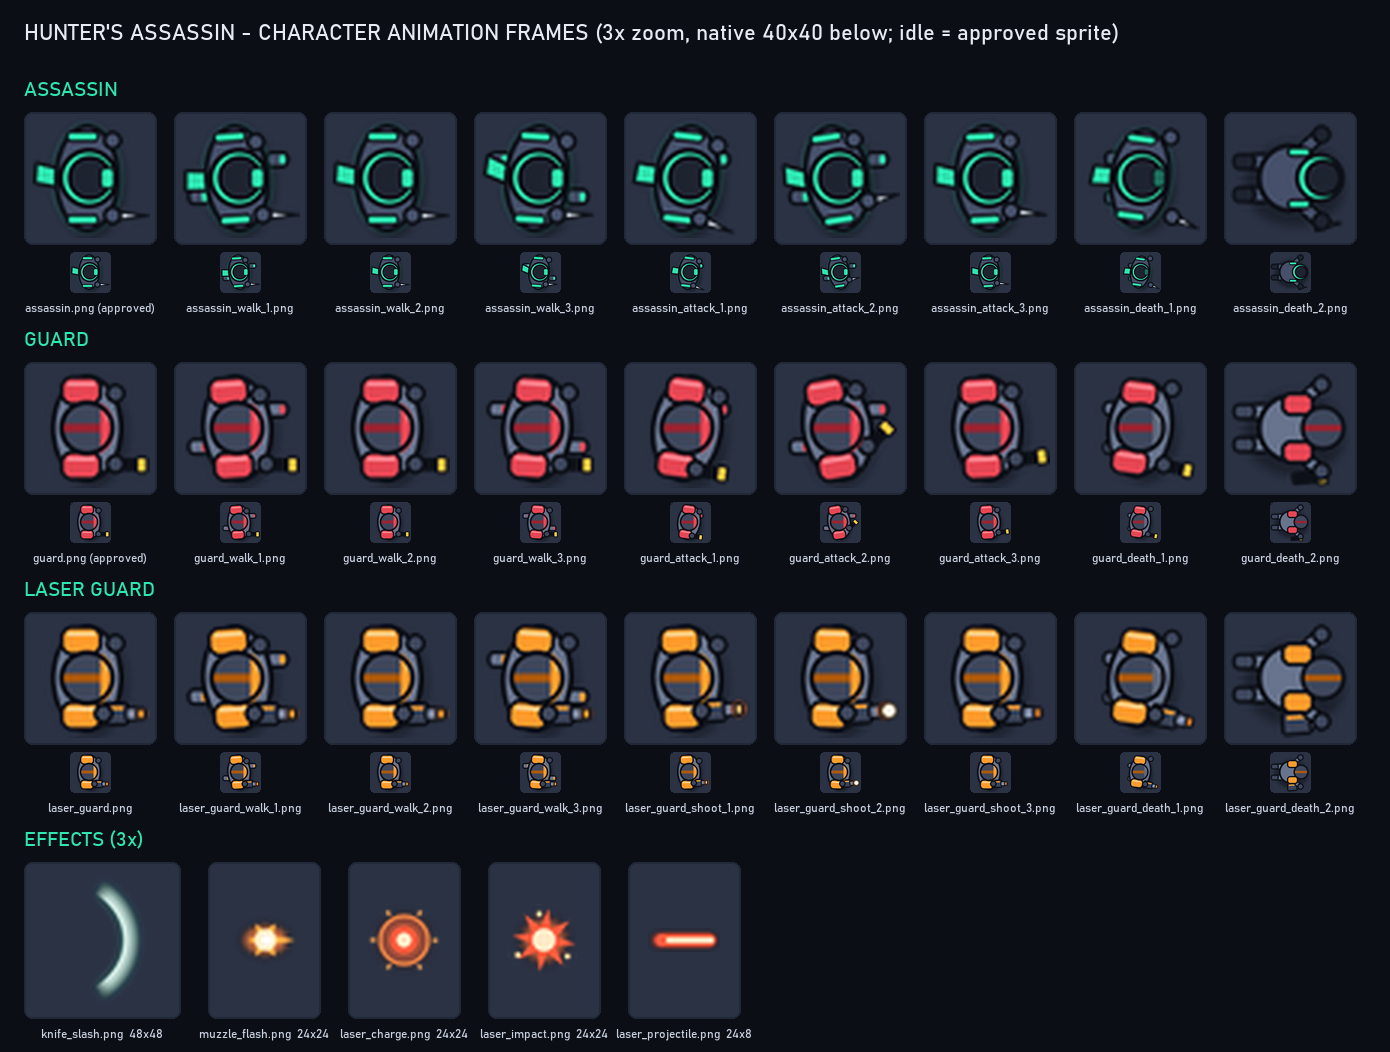 HUNTER'S ASSASSIN - CHARACTER ANIMATION FRAMES (3x zoom, native 40x40 below; idle = approved sprite)
ASSASSIN
assassin.png (approved) assassin_walk_1.png assassin_walk_2.png assassin_walk_3.png assassin_attack_1.png assassin_attack_2.png assassin_attack_3.png assassin_death_1.png assassin_death_2.png
GUARD
guard.png (approved) guard_walk_1.png guard_walk_2.png guard_walk_3.png guard_attack_1.png guard_attack_2.png guard_attack_3.png guard_death_1.png guard_death_2.png
LASER GUARD
laser_guard.png laser_guard_walk_1.png laser_guard_walk_2.png laser_guard_walk_3.png laser_guard_shoot_1.png laser_guard_shoot_2.png laser_guard_shoot_3.png laser_guard_death_1.png laser_guard_death_2.png
EFFECTS (3x)
knife_slash.png 48x48 muzzle_flash.png 24x24 laser_charge.png 24x24 laser_impact.png 24x24 laser_projectile.png 24x8